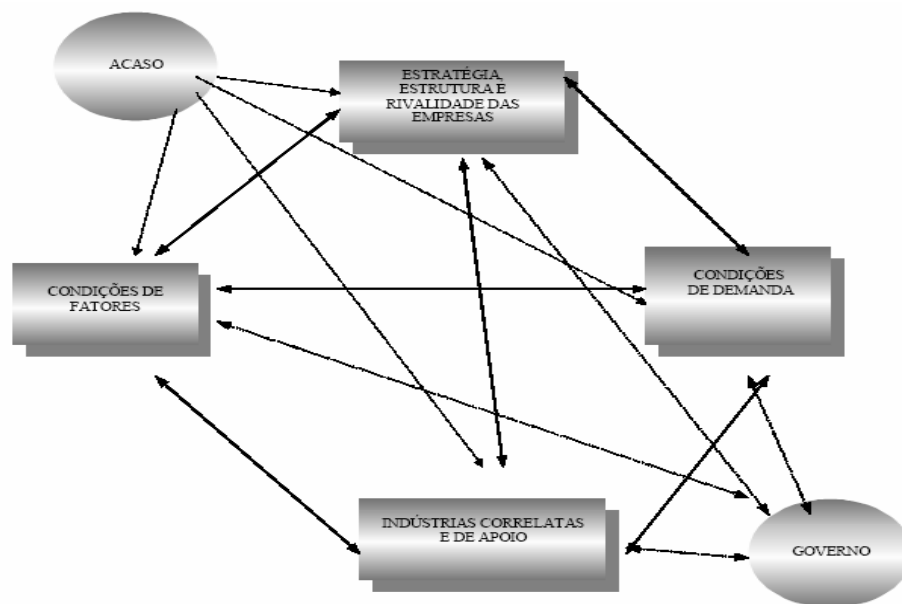 ACASO
ESTRATÉGIA,
ESTRUTURA E
RIVALIDADE DAS
EMPRESAS
CONDIÇÕES DE
FATORES
CONDIÇÕES
DE DEMANDA
INDÚSTRIAS CORRELATAS
E DE APOIO
GOVERNO